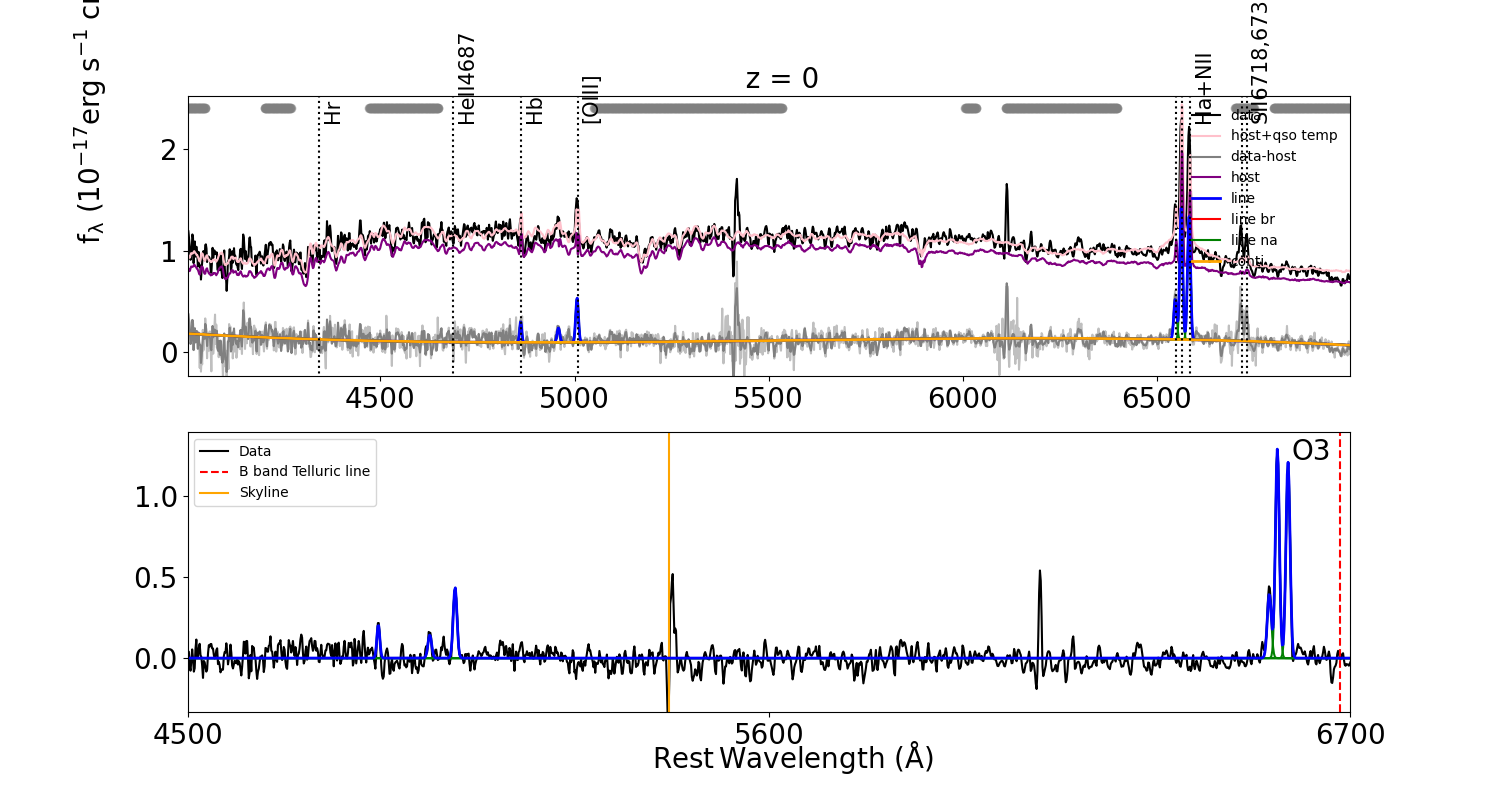 z = 0
fλ (10−17erg s−1 c
Hr
HeII4687
Hb
[OIII]
Ha+NII
SII6718,673
data
host+qso temp
data-host
host
line
line br
line na
conti
2
1
0
4500 5000 5500 6000 6500
Data
B band Telluric line
Skyline
O3
1.0
0.5
0.0
4500 5600 6700
Rest Wavelength (Å)